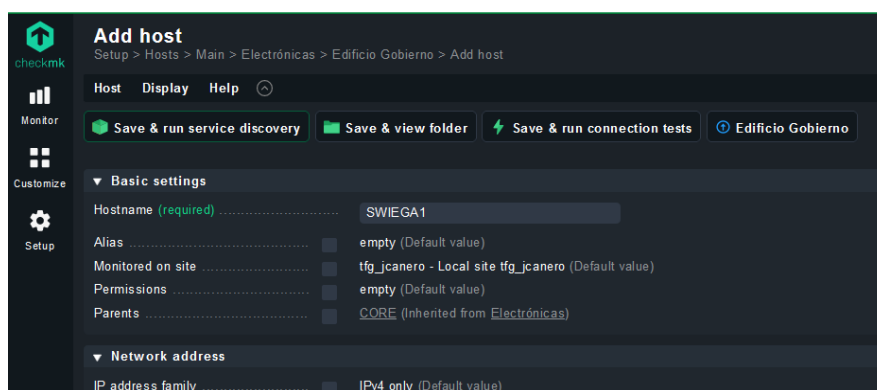 checkmk
Add host
Setup > Hosts > Main > Electrónicas > Edificio Gobierno > Add host
Host Display Help
Monitor
Save & run service discovery Save & view folder Save & run connection tests Edificio Gobierno
Customize
Basic settings
Hostname (required) SWIEGA1
Setup
Alias empty (Default value)
Monitored on site tfg_jcanero - Local site tfg_jcanero (Default value)
Permissions empty (Default value)
Parents CORE (Inherited from Electrónicas)
Network address
IP address family IPv4 only (Default value)